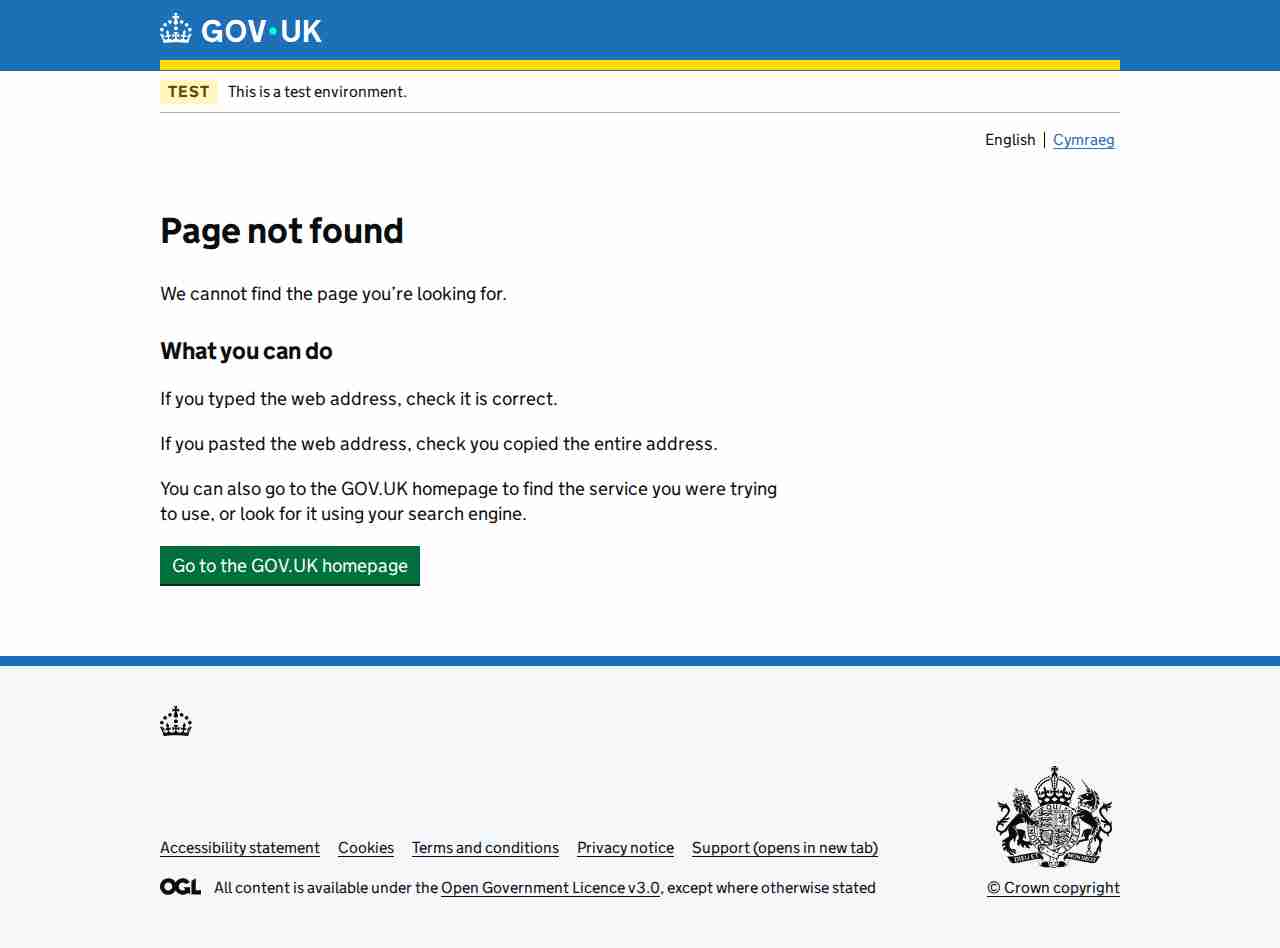 GOV·UK
TEST This is a test environment.
English | Cymraeg
Page not found
We cannot find the page you’re looking for.
What you can do
If you typed the web address, check it is correct.
If you pasted the web address, check you copied the entire address.
You can also go to the GOV.UK homepage to find the service you were trying
to use, or look for it using your search engine.
Go to the GOV.UK homepage
Accessibility statement Cookies Terms and conditions Privacy notice Support (opens in new tab)
OGL All content is available under the Open Government Licence v3.0, except where otherwise stated
© Crown copyright